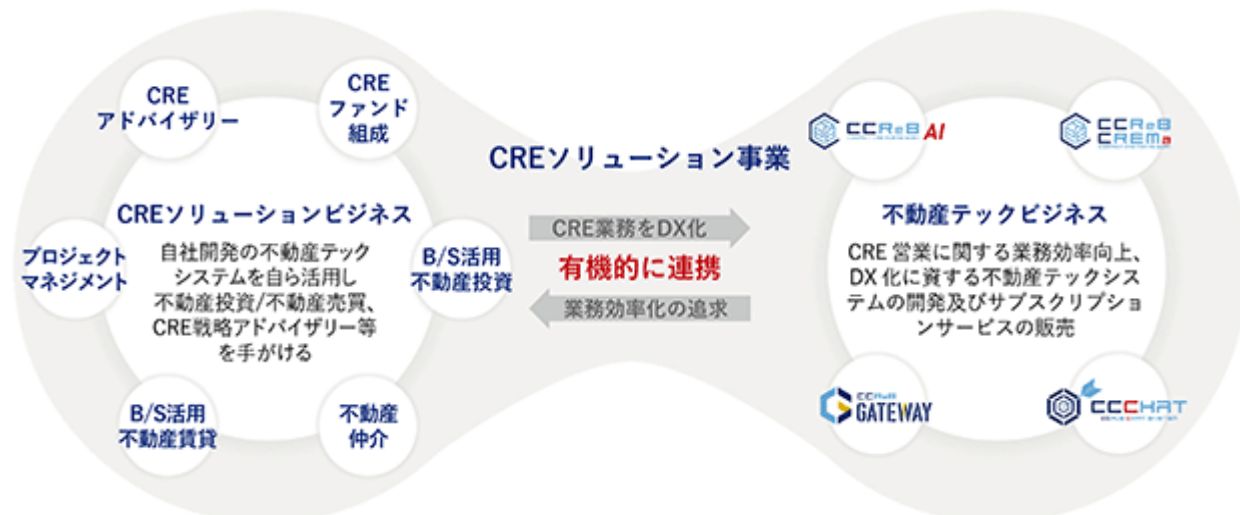 CRE
アドバイザリー
CRE
ファンド
組成
プロジェクト
マネジメント
CREソリューションビジネス
自社開発の不動産テック
システムを自ら活用し
不動産投資/不動産売買、
CRE戦略アドバイザリー等
を手がける
B/S活用
不動産投資
B/S活用
不動産賃貸
不動産
仲介
CREソリューション事業
CRE業務をDX化
有機的に連携
業務効率化の追求
CCReB AI
CCReB
CREMa
不動産テックビジネス
CRE 営業に関する業務効率向上、
DX 化に資する不動産テックシス
テムの開発及びサブスクリプショ
ンサービスの販売
CCReB
GATEWAY
CCCHAT